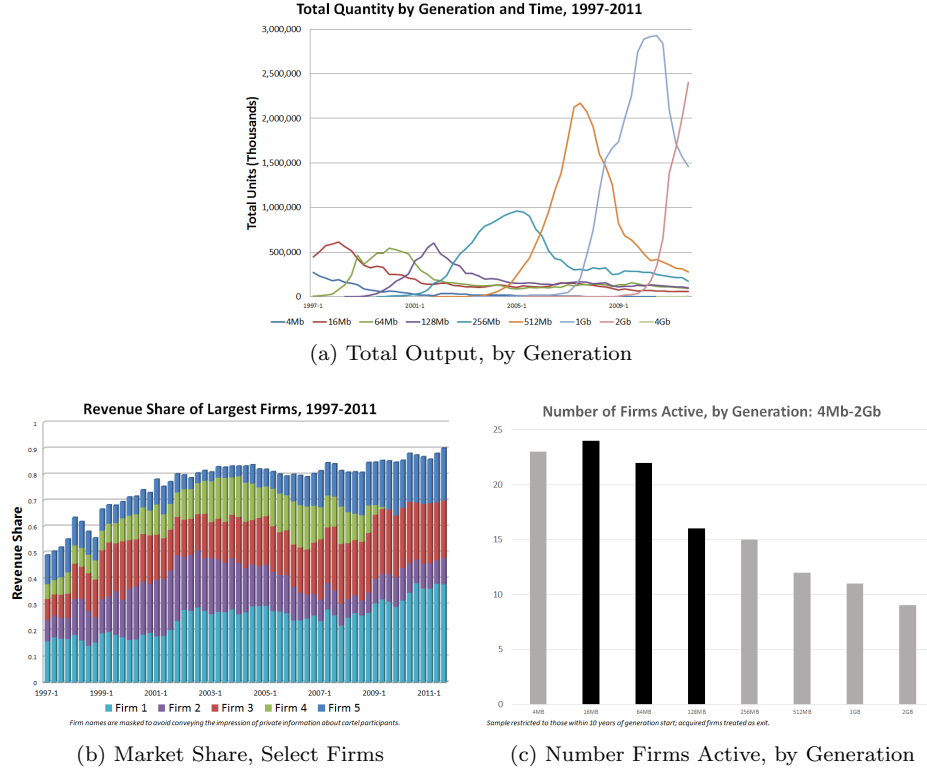 Total Quantity by Generation and Time, 1997-2011
3,000,000
2,500,000
2,000,000
1,500,000
1,000,000
500,000
0
Total Units (Thousands)
1997-1 2001-1 2005-1 2009-1
4Mb 16Mb 64Mb 128Mb 256Mb 512Mb 1Gb 2Gb 4Gb
(a) Total Output, by Generation
Revenue Share of Largest Firms, 1997-2011
1
0.9
0.8
0.7
0.6
0.5
0.4
0.3
0.2
0.1
0
Revenue Share
1997-1 1999-1 2001-1 2003-1 2005-1 2007-1 2009-1 2011-1
Firm 1 Firm 2 Firm 3 Firm 4 Firm 5
Firm names are masked to avoid conveying the impression of private information about cartel participants.
(b) Market Share, Select Firms
Number of Firms Active, by Generation: 4Mb-2Gb
25
20
15
10
5
0
4MB 16MB 64MB 128MB 256MB 512MB 1GB 2GB
Sample restricted to those within 10 years of generation start; acquired firms treated as exit.
(c) Number Firms Active, by Generation